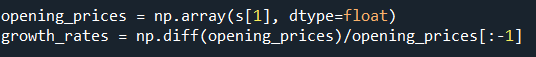 opening_prices = np.array(s[1], dtype=float)
growth_rates = np.diff(opening_prices)/opening_prices[:-1]